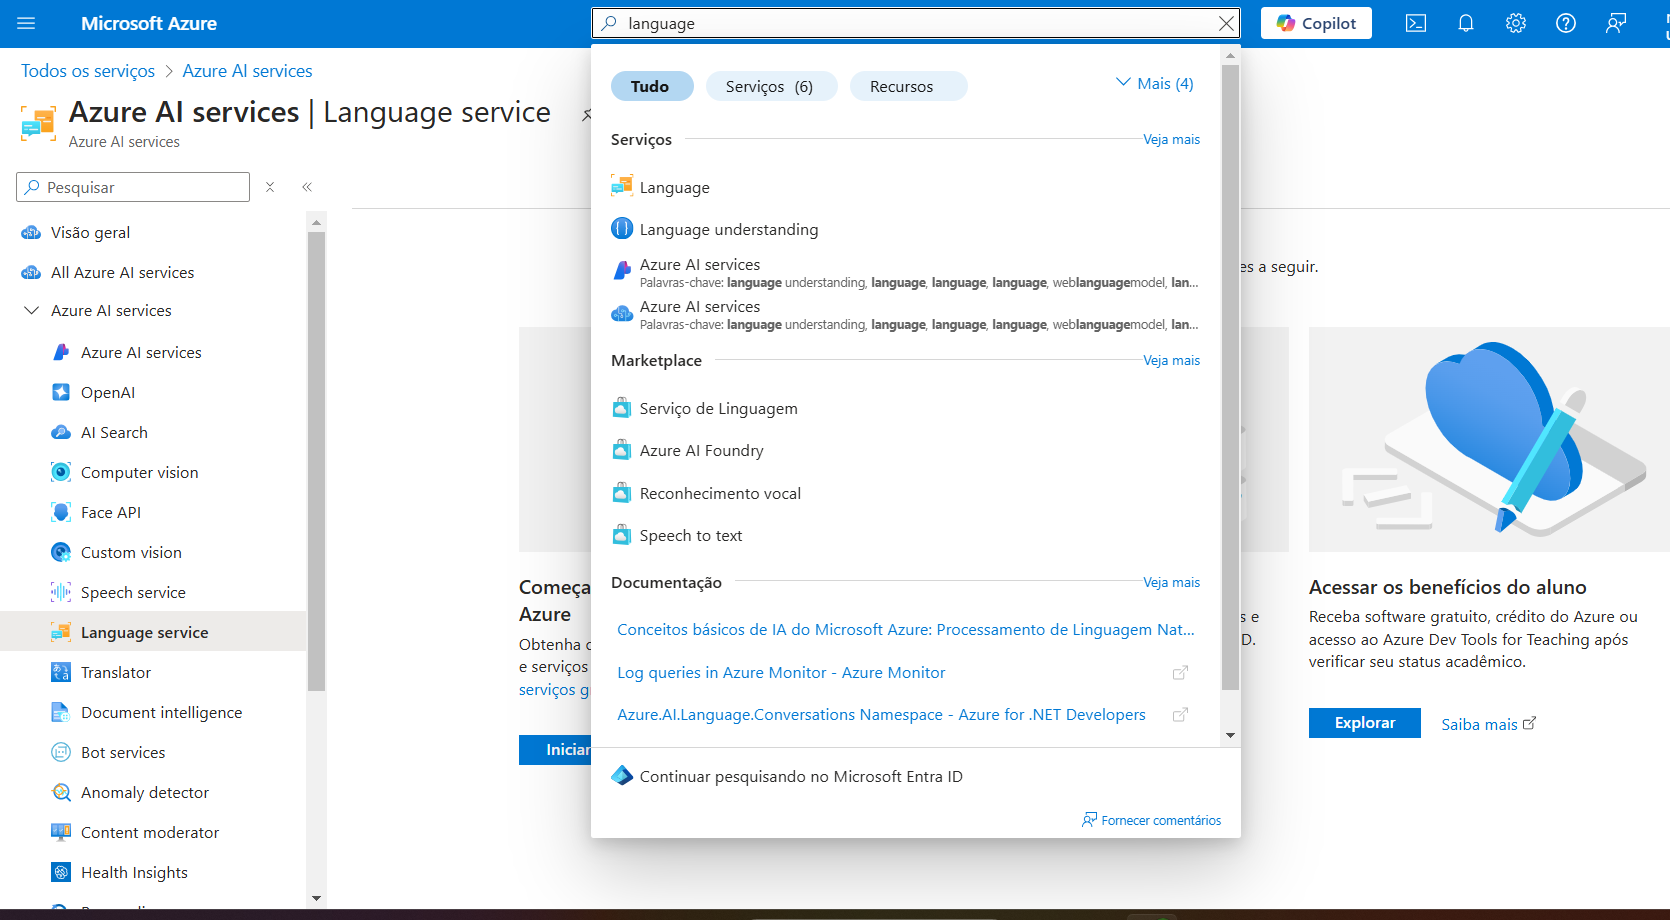 Microsoft Azure
language
Copilot
Todos os serviços > Azure AI services
Azure AI services | Language service
Azure AI services
Pesquisar
Visão geral
All Azure AI services
Azure AI services
Azure AI services
OpenAI
AI Search
Computer vision
Face API
Custom vision
Speech service
Language service
Translator
Document intelligence
Bot services
Anomaly detector
Content moderator
Health Insights
Tudo
Serviços (6)
Recursos
Mais (4)
Serviços
Veja mais
Language
Language understanding
Azure AI services
Palavras-chave: language understanding, language, language, language, weblanguagemodel, lan...
Azure AI services
Palavras-chave: language understanding, language, language, language, weblanguagemodel, lan...
Marketplace
Veja mais
Serviço de Linguagem
Azure AI Foundry
Reconhecimento vocal
Speech to text
Documentação
Veja mais
Conceitos básicos de IA do Microsoft Azure: Processamento de Linguagem Nat...
Log queries in Azure Monitor - Azure Monitor
Azure.AI.Language.Conversations Namespace - Azure for .NET Developers
Continuar pesquisando no Microsoft Entra ID
Fornecer comentários
es a seguir.
Começa
Azure
Obtenha
e serviços
serviços g
Iniciar
s e
D.
Acessar os benefícios do aluno
Receba software gratuito, crédito do Azure ou
acesso ao Azure Dev Tools for Teaching após
verificar seu status acadêmico.
Explorar
Saiba mais